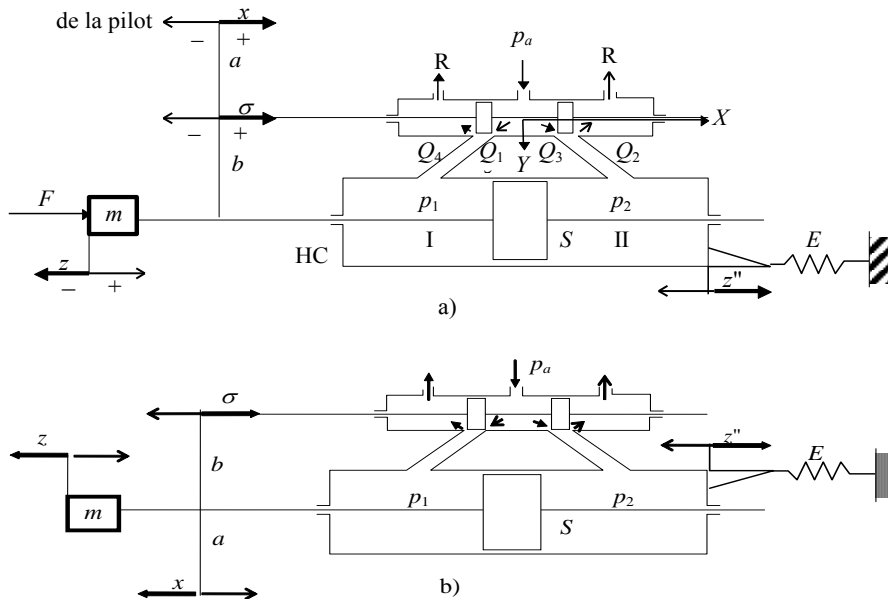 de la pilot
x
– +
a
R
p_a
R
σ
– +
X
b
Q_4
Q_1
Y
Q_3
Q_2
F
m
p_1
p_2
z
– +
HC
I
S
II
E
z"
a)
p_a
σ
z
z"
E
b
m
p_1
p_2
a
S
x
b)